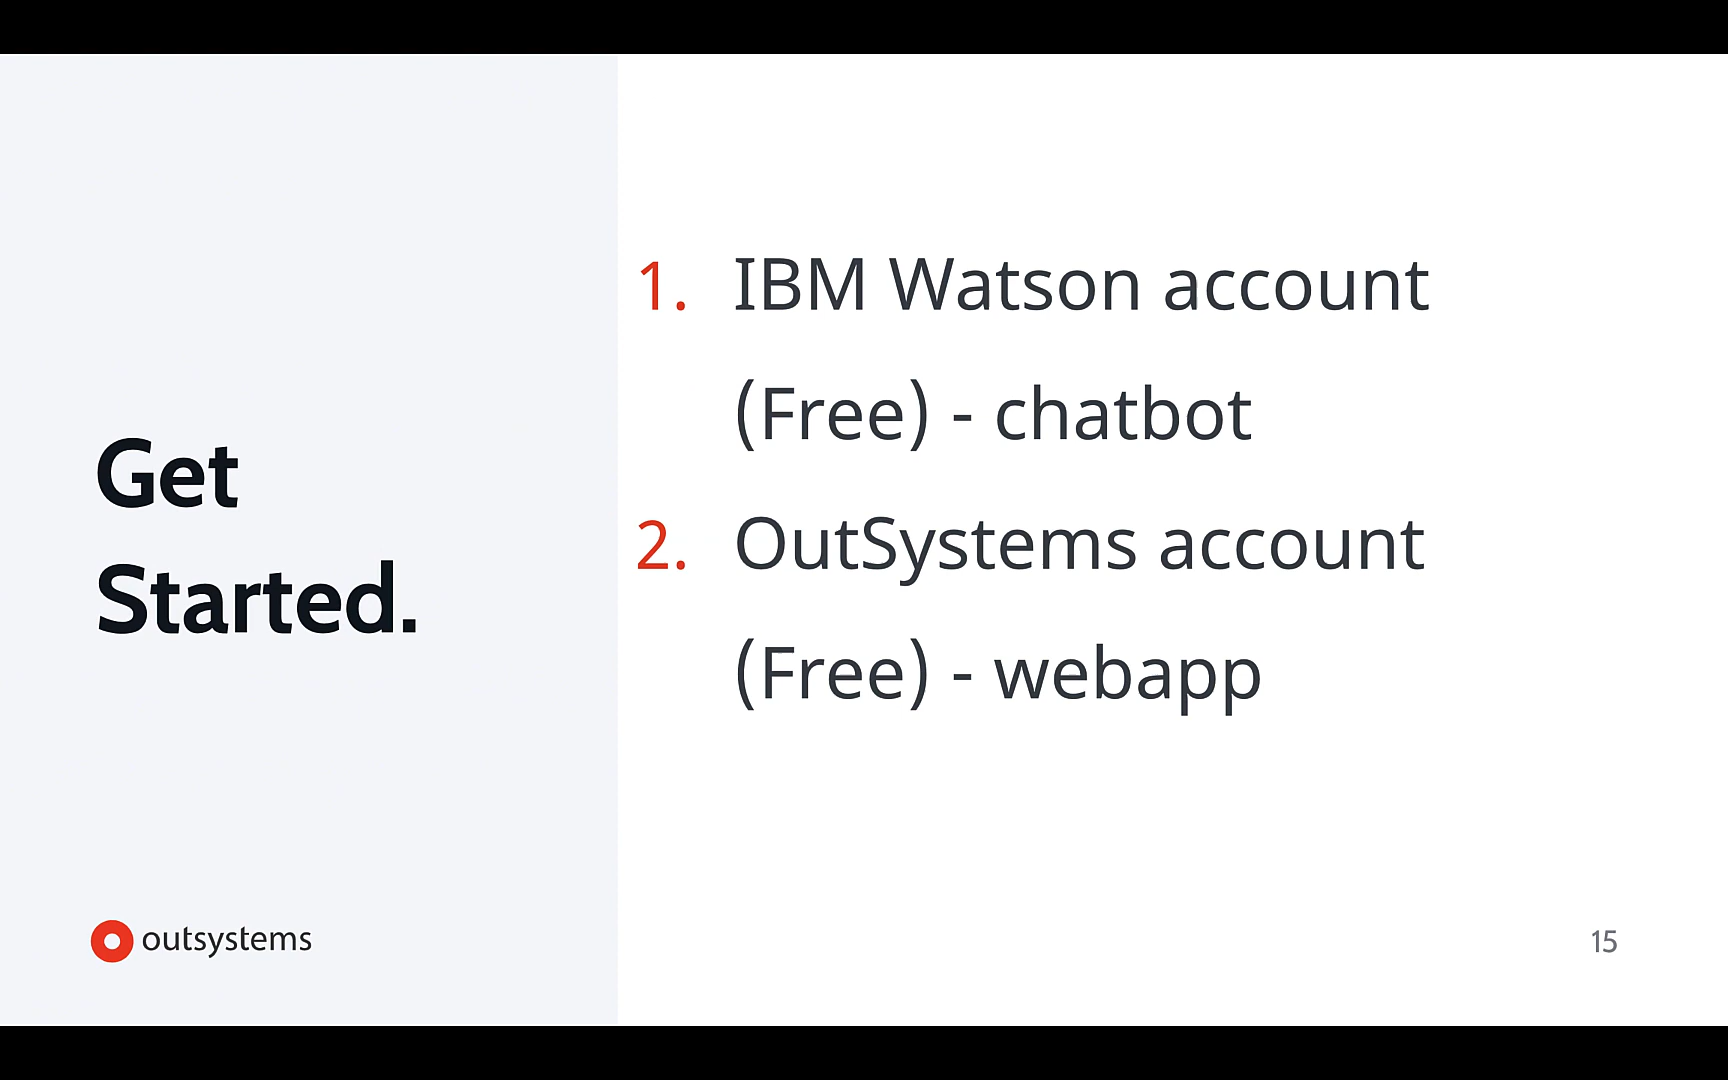 Get
Started.
1. IBM Watson account
(Free) - chatbot
2. OutSystems account
(Free) - webapp
outsystems
15